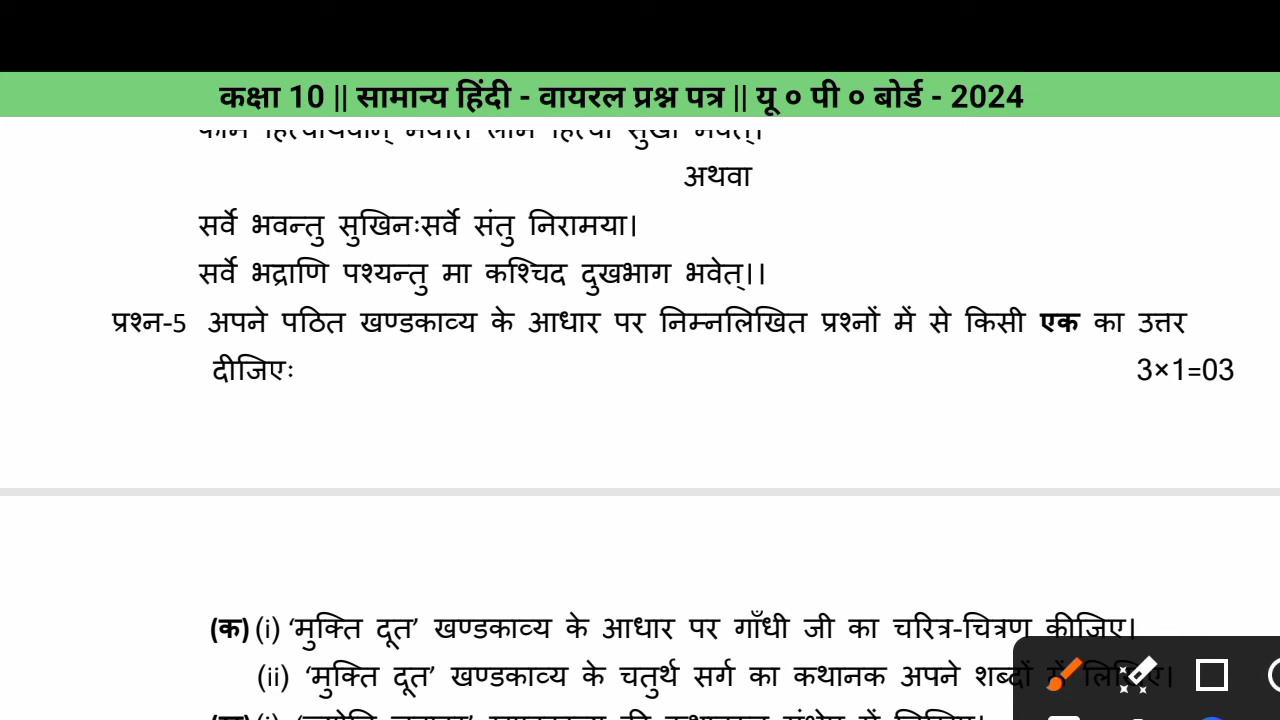 कक्षा 10 || सामान्य हिंदी - वायरल प्रश्न पत्र || यू ० पी ० बोर्ड - 2024
अथवा
सर्वे भवन्तु सुखिनःसर्वे संतु निरामया।
सर्वे भद्राणि पश्यन्तु मा कश्चिद दुखभाग भवेत्।।
प्रश्न-5 अपने पठित खण्डकाव्य के आधार पर निम्नलिखित प्रश्नों में से किसी एक का उत्तर
दीजिएः 3×1=03
(क) (i) ‘मुक्ति दूत’ खण्डकाव्य के आधार पर गाँधी जी का चरित्र-चित्रण कीजिए।
(ii) ‘मुक्ति दूत’ खण्डकाव्य के चतुर्थ सर्ग का कथानक अपने शब्दों में लिखिए।